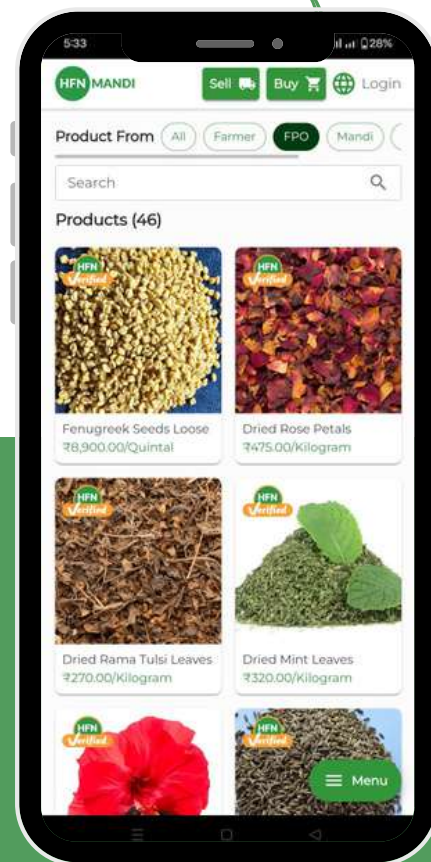 5:33
28%
HFN MANDI
Sell
Buy
Login
Product From
All
Farmer
FPO
Mandi
Search
Products (46)
HFN
Verified
HFN
Verified
Fenugreek Seeds Loose
₹8,900.00/Quintal
Dried Rose Petals
₹475.00/Kilogram
HFN
Verified
HFN
Verified
Dried Rama Tulsi Leaves
₹270.00/Kilogram
Dried Mint Leaves
₹320.00/Kilogram
HFN
Verified
HFN
Verified
Menu